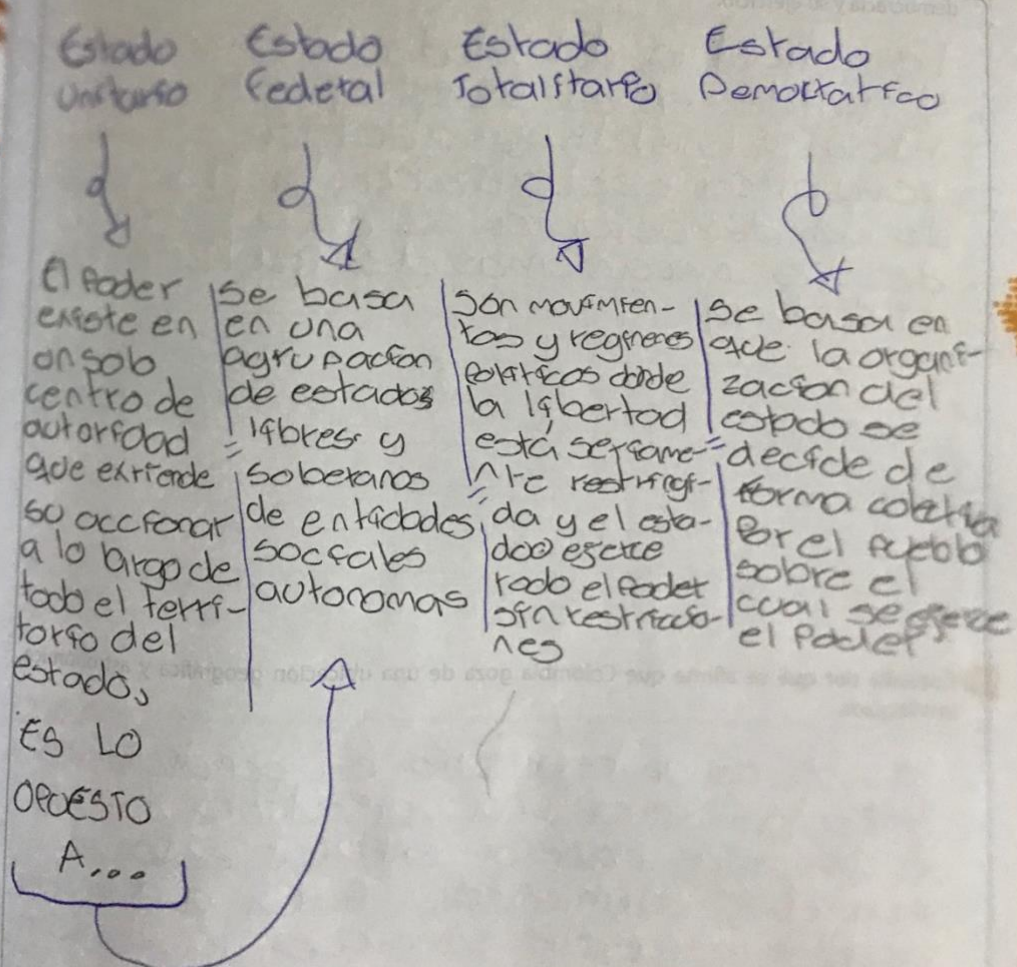 Estado
Unitario
El Poder
existe en
un solo
centro de
autoridad
que extiende
su accionar
a lo largo de
todo el terri-
torio del
estado,
ES LO
OPUESTO
A...
Estado
Federal
Se basa
en una
agrupación
de estados
libres y
soberanos
de entidades
sociales
autonomas
Estado
Totalitario
Són movimien-
tos y regimenes
politicos donde
la libertad
está seriame-
nte restringi-
da y el esta-
doo ejerce
todo el Poder
sin restriccio-
nes
Estado
Democratico
Se basa en
que la organi-
zacion del
estado se
decide de
forma colectiva
Por el pueblo
sobre el
cual se ejerce
el Poder